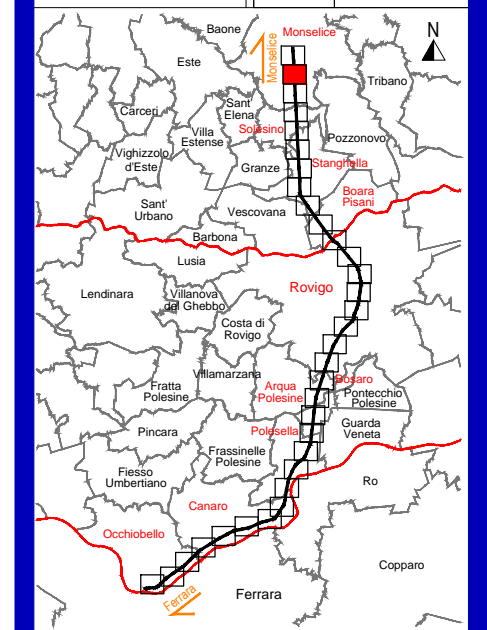 Baone
Monselice
N
Monselice
Este
Tribano
Carceri
Sant'
Elena
Solesino
Villa
Estense
Pozzonovo
Vighizzolo
d'Este
Granze
Stanghella
Boara
Pisani
Sant'
Urbano
Vescovana
Barbona
Lusia
Lendinara
Villanova
del Ghebbo
Rovigo
Costa di
Rovigo
Villamarzana
Fratta
Polesine
Arqua
Polesine
Bosaro
Pontecchio
Polesine
Pincara
Polesella
Guarda
Veneta
Frassinelle
Polesine
Fiesso
Umbertiano
Ro
Canaro
Occhiobello
Copparo
Ferrara
Ferrara